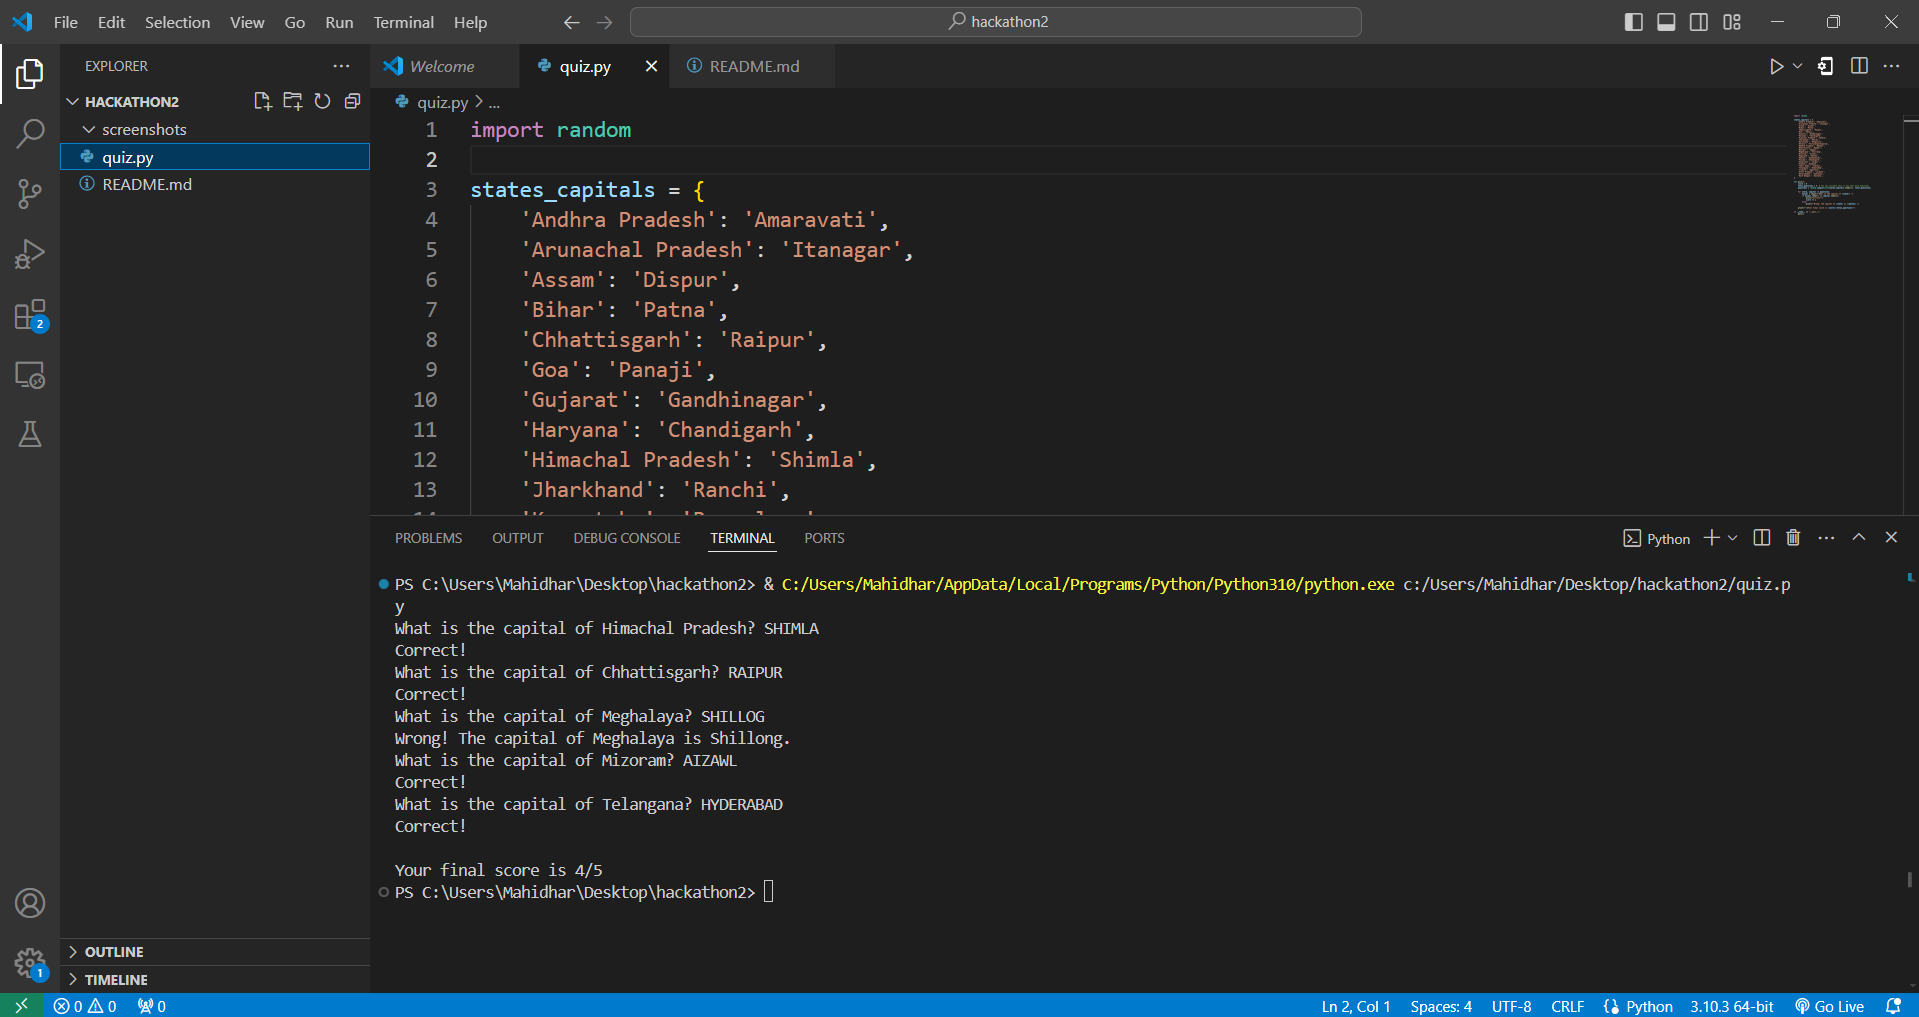 File Edit Selection View Go Run Terminal Help
hackathon2
EXPLORER
HACKATHON2
screenshots
quiz.py
README.md
2
1
OUTLINE
TIMELINE
Welcome
quiz.py
README.md
quiz.py > ...
1 import random
2
3 states_capitals = {
4 'Andhra Pradesh': 'Amaravati',
5 'Arunachal Pradesh': 'Itanagar',
6 'Assam': 'Dispur',
7 'Bihar': 'Patna',
8 'Chhattisgarh': 'Raipur',
9 'Goa': 'Panaji',
10 'Gujarat': 'Gandhinagar',
11 'Haryana': 'Chandigarh',
12 'Himachal Pradesh': 'Shimla',
13 'Jharkhand': 'Ranchi',
PROBLEMS OUTPUT DEBUG CONSOLE TERMINAL PORTS
Python
PS C:\Users\Mahidhar\Desktop\hackathon2> & C:/Users/Mahidhar/AppData/Local/Programs/Python/Python310/python.exe c:/Users/Mahidhar/Desktop/hackathon2/quiz.p
y
What is the capital of Himachal Pradesh? SHIMLA
Correct!
What is the capital of Chhattisgarh? RAIPUR
Correct!
What is the capital of Meghalaya? SHILLOG
Wrong! The capital of Meghalaya is Shillong.
What is the capital of Mizoram? AIZAWL
Correct!
What is the capital of Telangana? HYDERABAD
Correct!
Your final score is 4/5
PS C:\Users\Mahidhar\Desktop\hackathon2>
0 0 0
Ln 2, Col 1 Spaces: 4 UTF-8 CRLF Python 3.10.3 64-bit Go Live